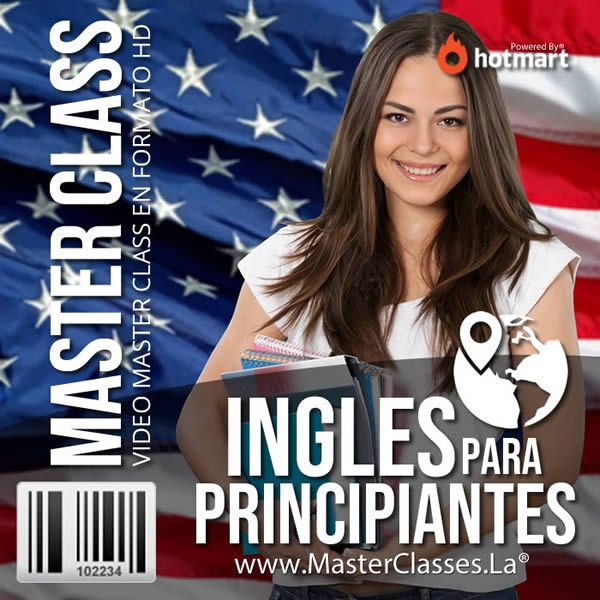 Powered By®
hotmart
MASTER CLASS
VIDEO MASTER CLASS EN FORMATO HD
INGLES PARA
PRINCIPIANTES
www.MasterClasses.La®
102234